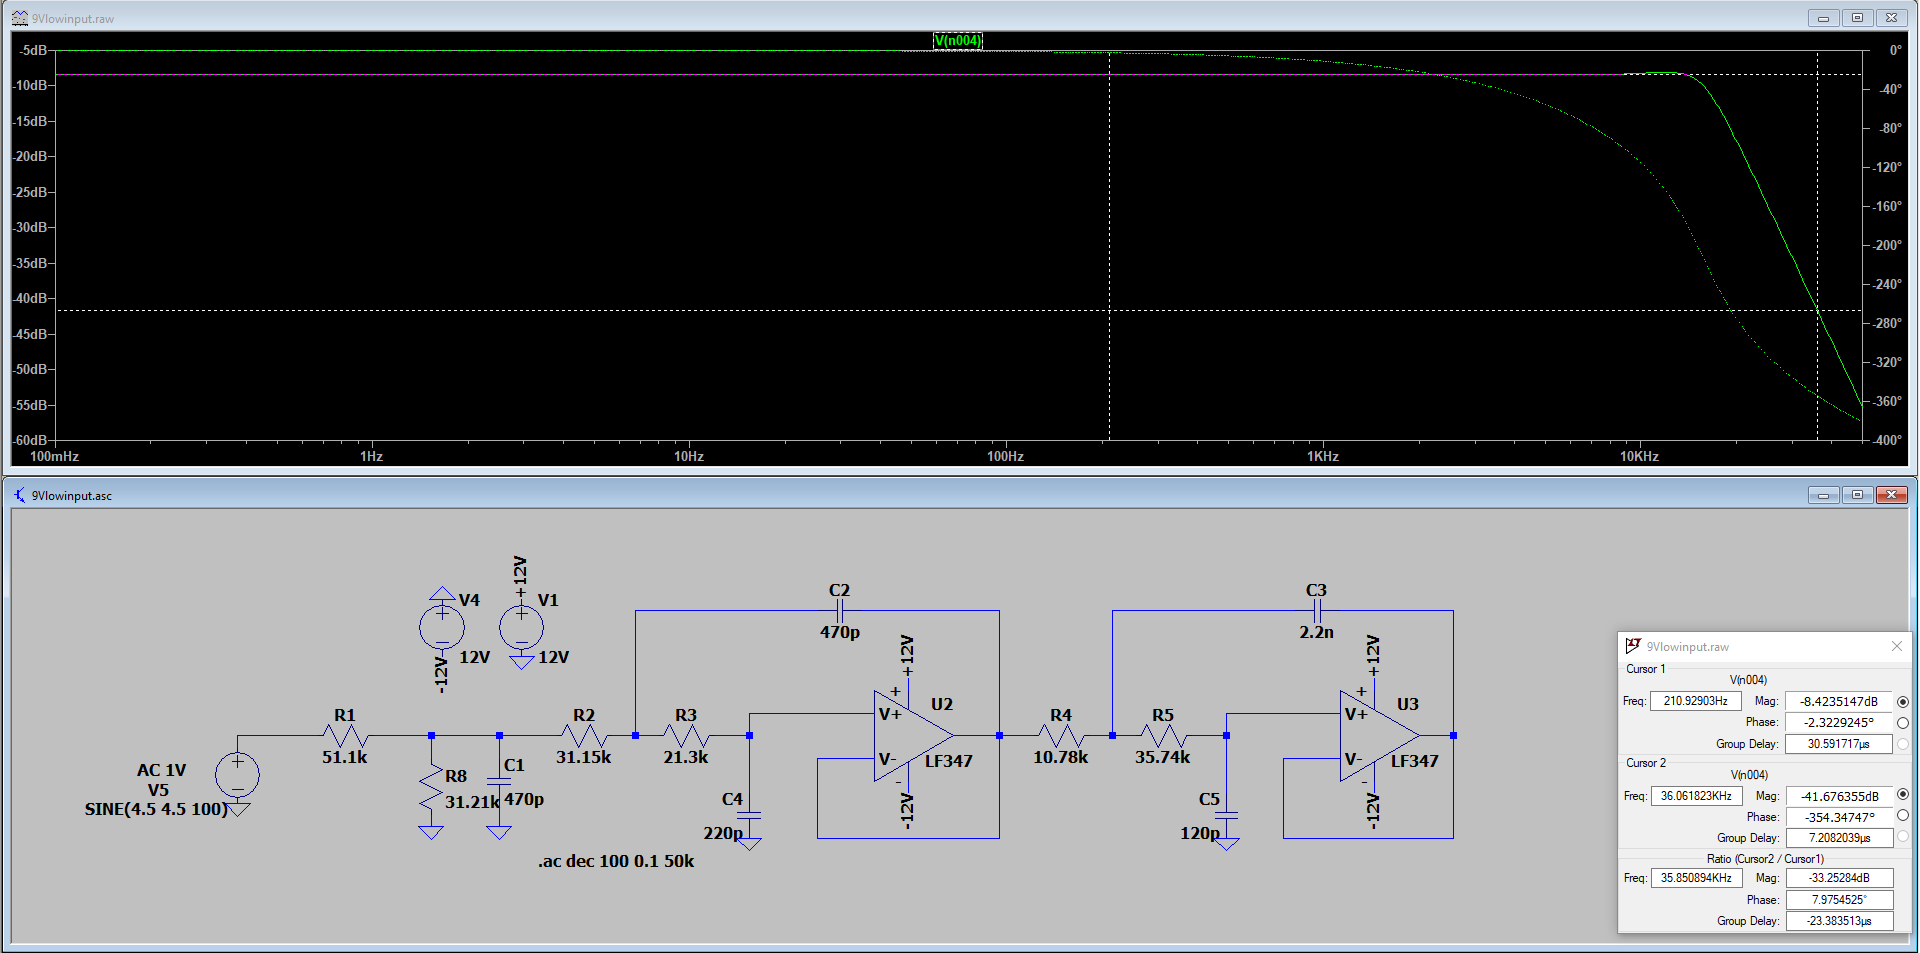 9Vlowinput.raw
V(n004)
-5dB
-10dB
-15dB
-20dB
-25dB
-30dB
-35dB
-40dB
-45dB
-50dB
-55dB
-60dB
0°
-40°
-80°
-120°
-160°
-200°
-240°
-280°
-320°
-360°
-400°
100mHz 1Hz 10Hz 100Hz 1KHz 10KHz
9Vlowinput.asc
V4
12V
-12V
+12V
V1
12V
R1
51.1k
AC 1V
V5
SINE(4.5 4.5 100)
R8
31.21k
C1
470p
R2
31.15k
R3
21.3k
C2
470p
C4
220p
+12V
V+
V-
U2
LF347
-12V
R4
10.78k
R5
35.74k
C3
2.2n
C5
120p
+12V
V+
V-
U3
LF347
-12V
.ac dec 100 0.1 50k
9Vlowinput.raw
Cursor 1
V(n004)
Freq: 210.92903Hz Mag: -8.4235147dB
Phase: -2.3229245°
Group Delay: 30.591717µs
Cursor 2
V(n004)
Freq: 36.061823KHz Mag: -41.676355dB
Phase: -354.34747°
Group Delay: 7.2082039µs
Ratio (Cursor2 / Cursor1)
Freq: 35.850894KHz Mag: -33.25284dB
Phase: 7.9754525°
Group Delay: -23.383513µs